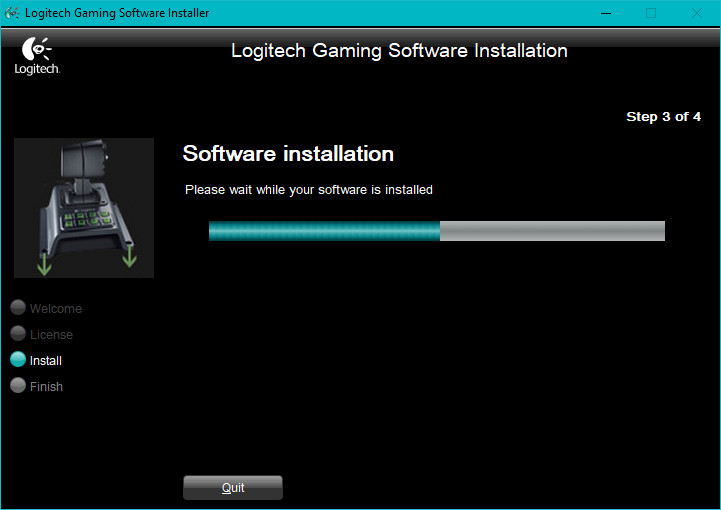 Logitech Gaming Software Installer
Logitech
Logitech Gaming Software Installation
Step 3 of 4
Software installation
Please wait while your software is installed
Welcome
License
Install
Finish
Quit